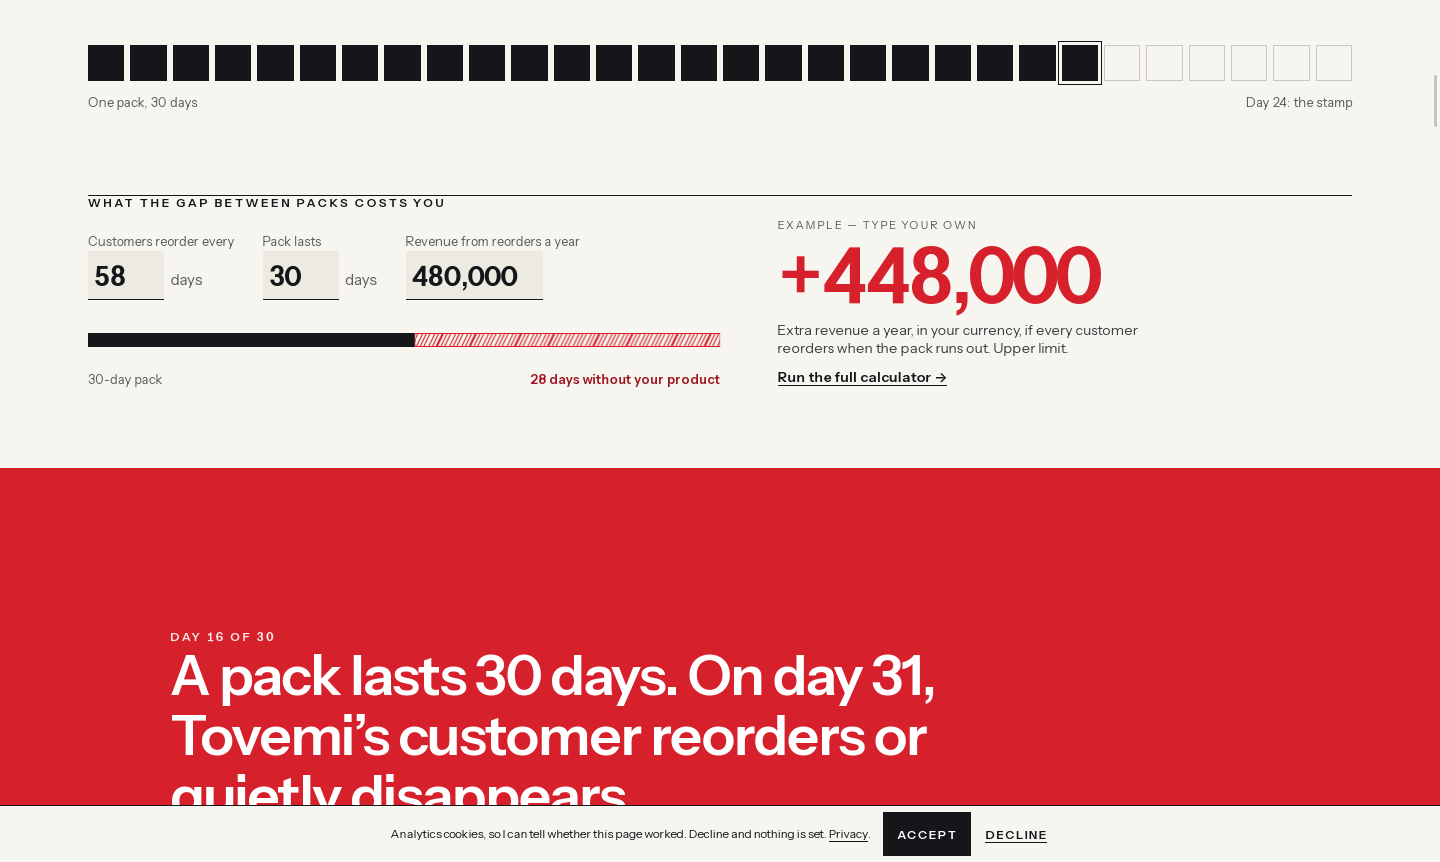 One pack, 30 days
Day 24: the stamp
WHAT THE GAP BETWEEN PACKS COSTS YOU
Customers reorder every
58 days
Pack lasts
30 days
Revenue from reorders a year
480,000
30-day pack
28 days without your product
EXAMPLE — TYPE YOUR OWN
+448,000
Extra revenue a year, in your currency, if every customer
reorders when the pack runs out. Upper limit.
Run the full calculator →
DAY 16 OF 30
A pack lasts 30 days. On day 31,
Tovemi’s customer reorders or
quietly disappears
Analytics cookies, so I can tell whether this page worked. Decline and nothing is set. Privacy.
ACCEPT
DECLINE